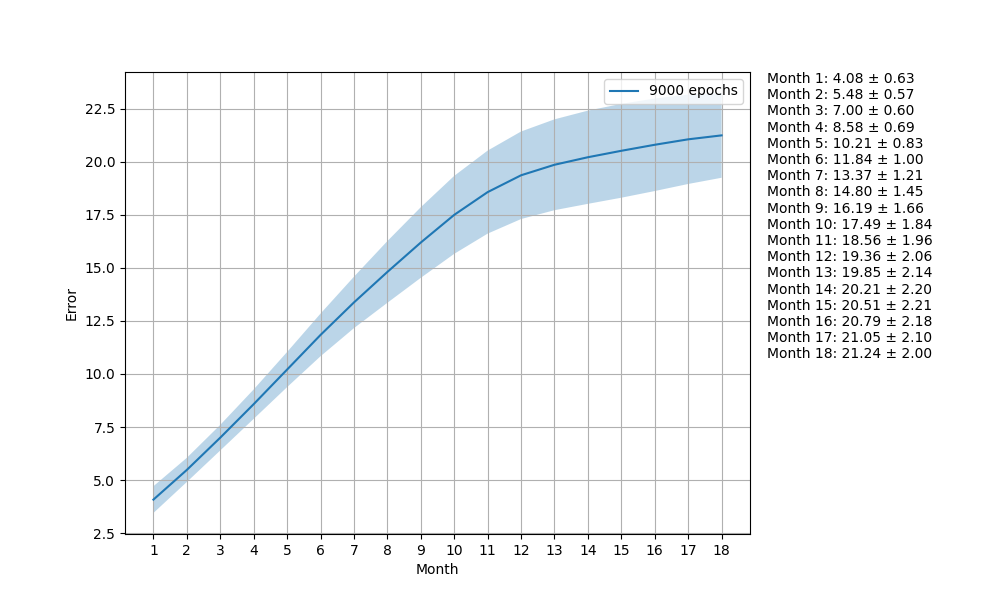 9000 epochs
22.5
20.0
17.5
15.0
12.5
10.0
7.5
5.0
2.5
Error
1 2 3 4 5 6 7 8 9 10 11 12 13 14 15 16 17 18
Month
Month 1: 4.08 ± 0.63
Month 2: 5.48 ± 0.57
Month 3: 7.00 ± 0.60
Month 4: 8.58 ± 0.69
Month 5: 10.21 ± 0.83
Month 6: 11.84 ± 1.00
Month 7: 13.37 ± 1.21
Month 8: 14.80 ± 1.45
Month 9: 16.19 ± 1.66
Month 10: 17.49 ± 1.84
Month 11: 18.56 ± 1.96
Month 12: 19.36 ± 2.06
Month 13: 19.85 ± 2.14
Month 14: 20.21 ± 2.20
Month 15: 20.51 ± 2.21
Month 16: 20.79 ± 2.18
Month 17: 21.05 ± 2.10
Month 18: 21.24 ± 2.00